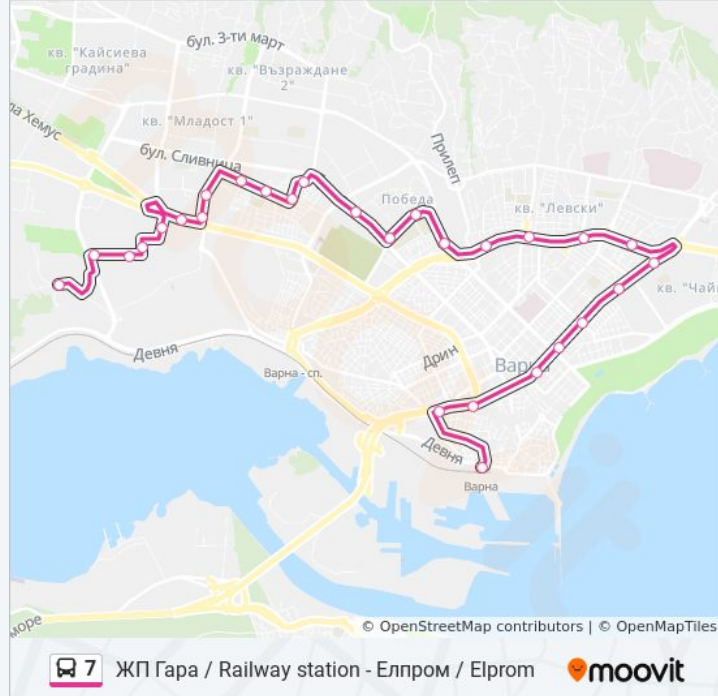 бул. 3-ти март
кв. "Кайсиева
градина"
кв. "Възраждане
2"
ла Хемус
кв. "Младост 1"
бул. Сливница
Прилеп
Победа
кв. "Левски"
кв. "Чайк
Девня
Варна - сп.
Дрин
Варна
Девня
Варна
море
© OpenStreetMap contributors | © OpenMapTiles
7 ЖП Гара / Railway station - Елпром / Elprom
moovit